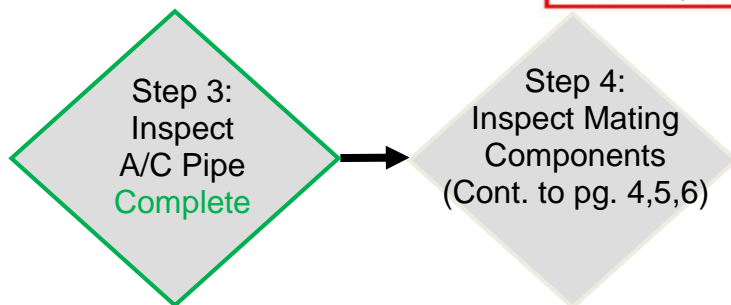 Step 3:
Inspect
A/C Pipe
Complete
Step 4:
Inspect Mating
Components
(Cont. to pg. 4,5,6)